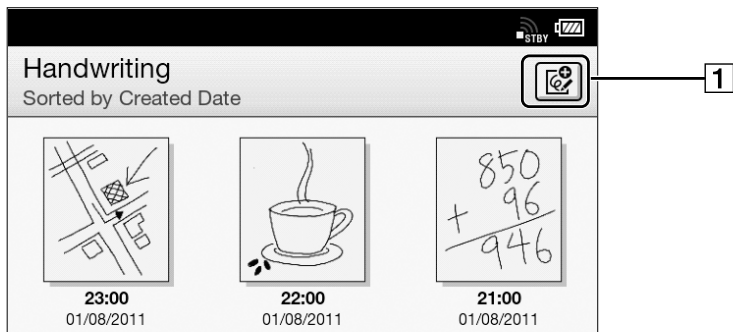 STBY
Handwriting
1
Sorted by Created Date
850
+ 96
946
23:00 22:00 21:00
01/08/2011 01/08/2011 01/08/2011